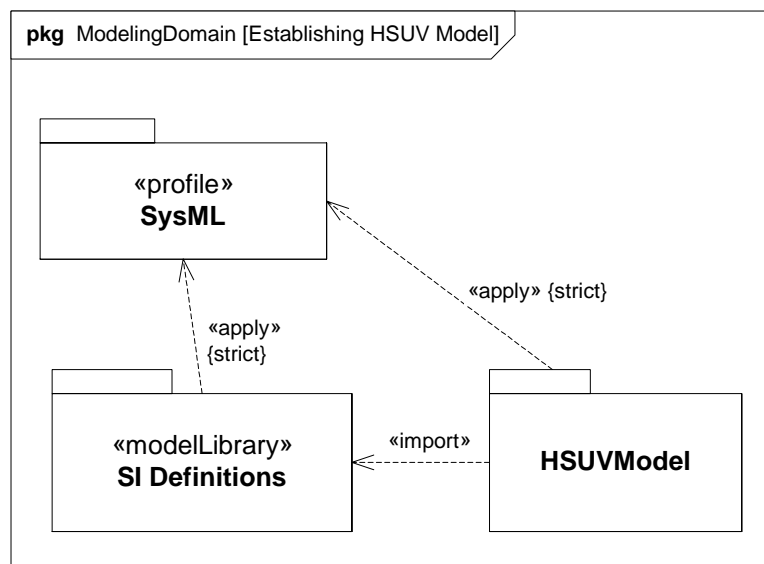 pkg ModelingDomain [Establishing HSUV Model]
«profile»
SysML
«apply» {strict}
«apply»
{strict}
«modelLibrary»
SI Definitions
«import»
HSUVModel